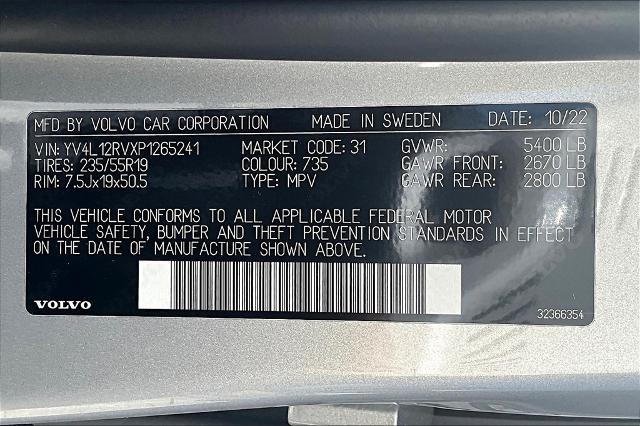 MFD BY VOLVO CAR CORPORATION MADE IN SWEDEN DATE: 10/22
VIN: YV4L12RVXP1265241 MARKET CODE: 31 GVWR: 5400 LB
TIRES: 235/55R19 COLOUR: 735 GAWR FRONT: 2670 LB
RIM: 7.5Jx19x50.5 TYPE: MPV GAWR REAR: 2800 LB
THIS VEHICLE CONFORMS TO ALL APPLICABLE FEDERAL MOTOR
VEHICLE SAFETY, BUMPER AND THEFT PREVENTION STANDARDS IN EFFECT
ON THE DATE OF MANUFACTURE SHOWN ABOVE.
VOLVO 32366354